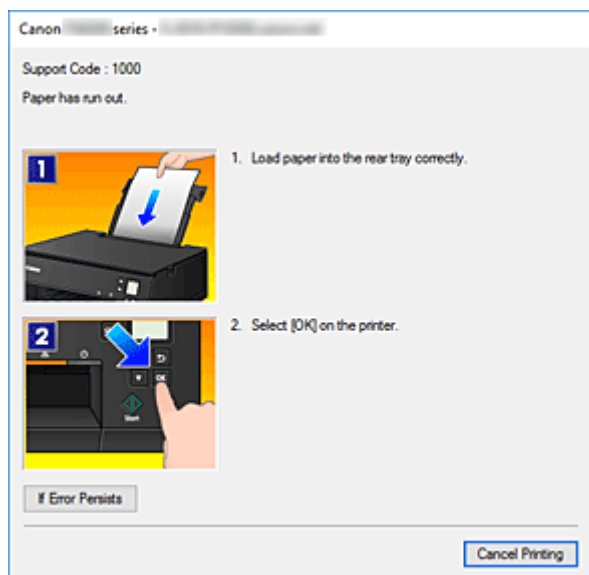 Canon series -
Support Code : 1000
Paper has run out.
1
1. Load paper into the rear tray correctly.
2
2. Select [OK] on the printer.
OK
Start
If Error Persists
Cancel Printing